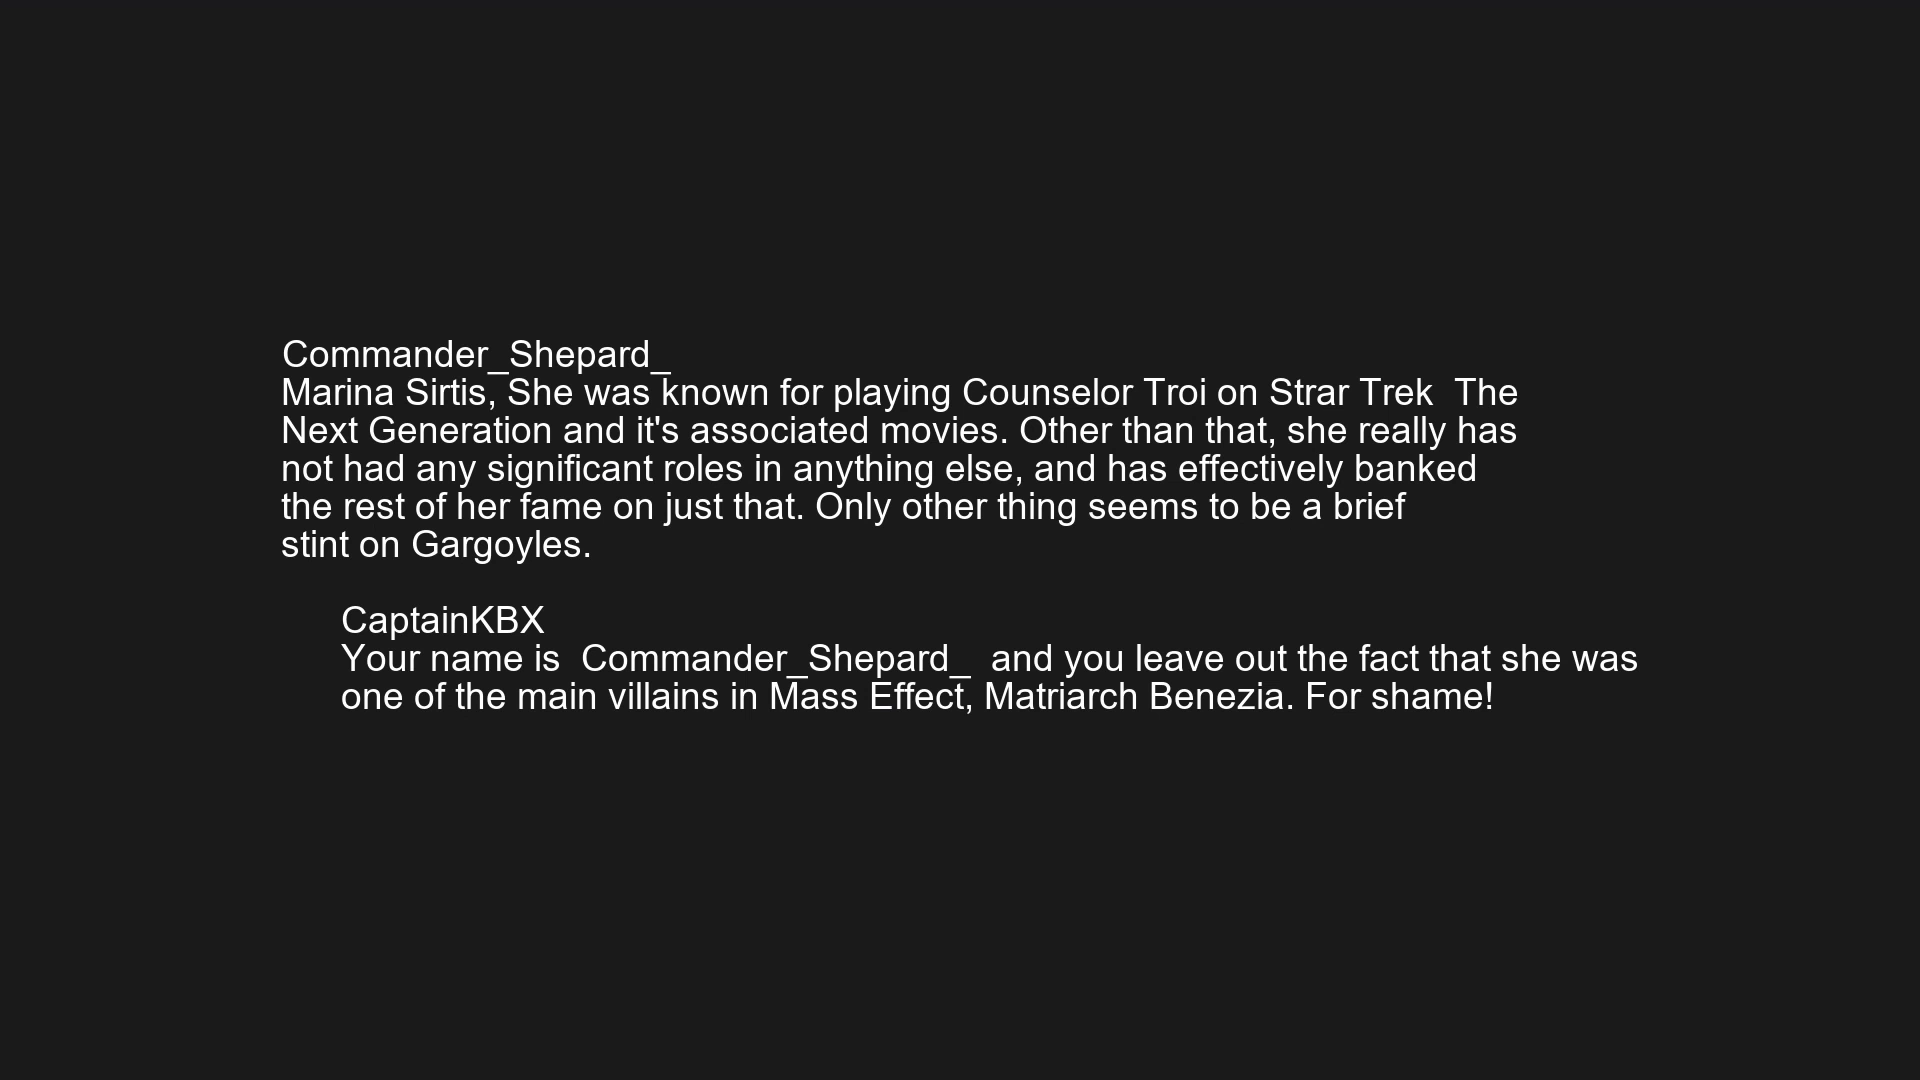 Commander_Shepard_
Marina Sirtis, She was known for playing Counselor Troi on Strar Trek  The
Next Generation and it's associated movies. Other than that, she really has
not had any significant roles in anything else, and has effectively banked
the rest of her fame on just that. Only other thing seems to be a brief
stint on Gargoyles.
CaptainKBX
Your name is  Commander_Shepard_  and you leave out the fact that she was
one of the main villains in Mass Effect, Matriarch Benezia. For shame!